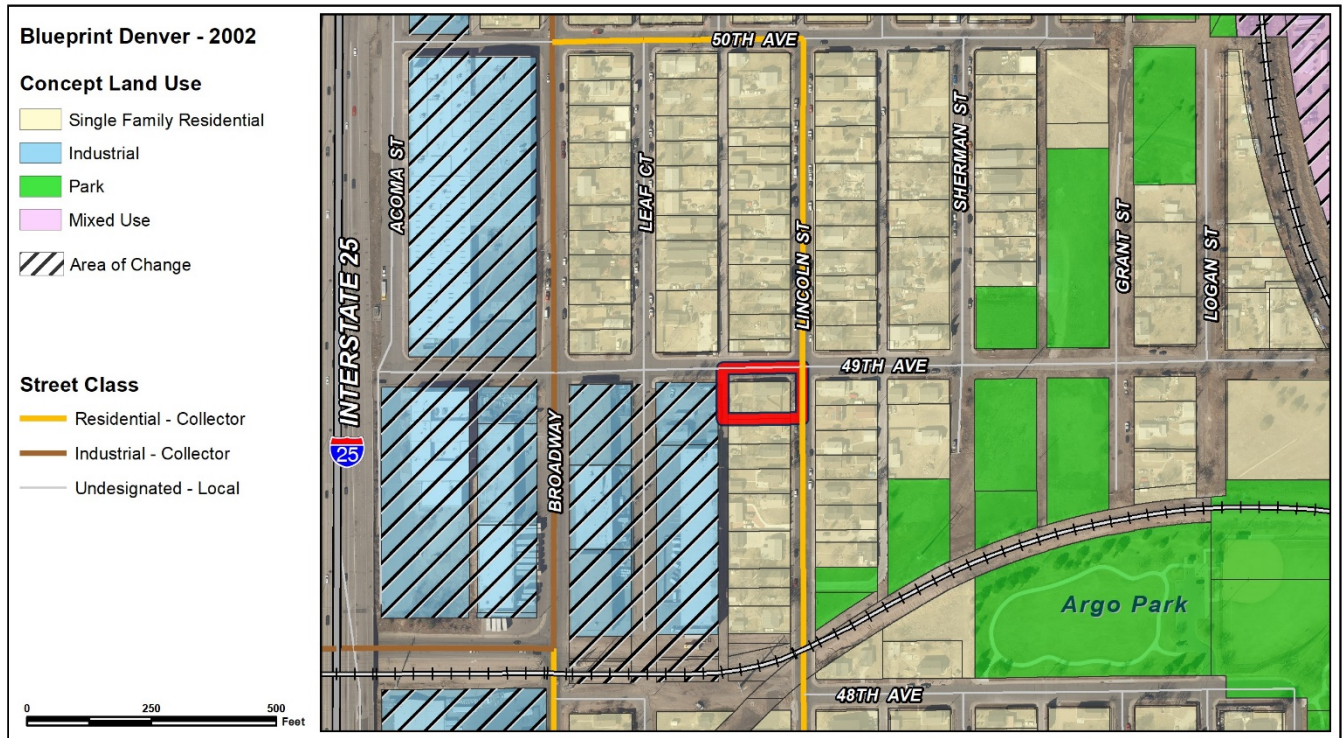 Blueprint Denver - 2002
Concept Land Use
Single Family Residential
Industrial
Park
Mixed Use
Area of Change
Street Class
Residential - Collector
Industrial - Collector
Undesignated - Local
0 250 500
Feet
50TH AVE
ACOMA ST
LEAF CT
LINCOLN ST
SHERMAN ST
GRANT ST
LOGAN ST
INTERSTATE 25
25
49TH AVE
BROADWAY
Argo Park
48TH AVE